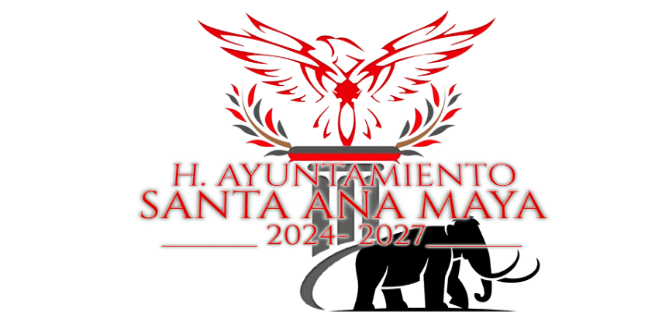 H. AYUNTAMIENTO
SANTA ANA MAYA
2024- 2027